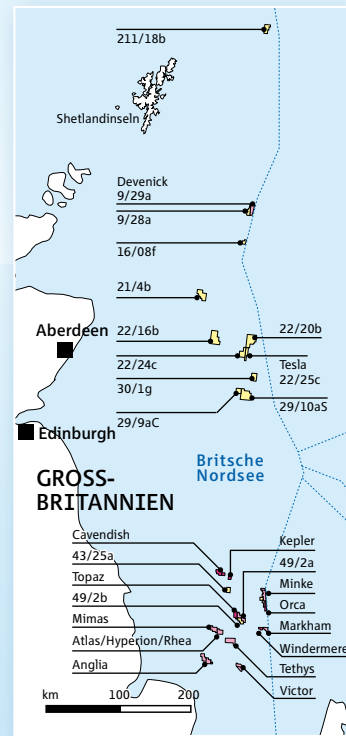 211/18b
Shetlandinseln
Devenick
9/29a
9/28a
16/08f
21/4b
Aberdeen
22/16b
22/20b
22/24c
Tesla
22/25c
30/1g
29/9aC
29/10aS
Edinburgh
Britsche
Nordsee
GROSS-
BRITANNIEN
Cavendish
Kepler
43/25a
49/2a
Topaz
Minke
49/2b
Orca
Mimas
Markham
Atlas/Hyperion/Rhea
Windermere
Anglia
Tethys
Victor
km 100 200